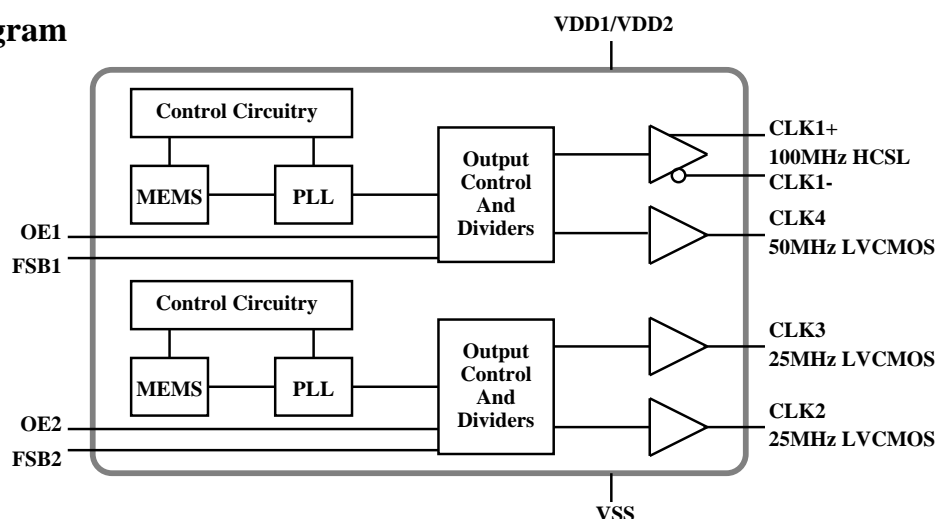 gram
VDD1/VDD2
Control Circuitry
MEMS
PLL
Output
Control
And
Dividers
CLK1+
100MHz HCSL
CLK1-
CLK4
50MHz LVCMOS
OE1
FSB1
Control Circuitry
MEMS
PLL
Output
Control
And
Dividers
CLK3
25MHz LVCMOS
CLK2
25MHz LVCMOS
OE2
FSB2
VSS